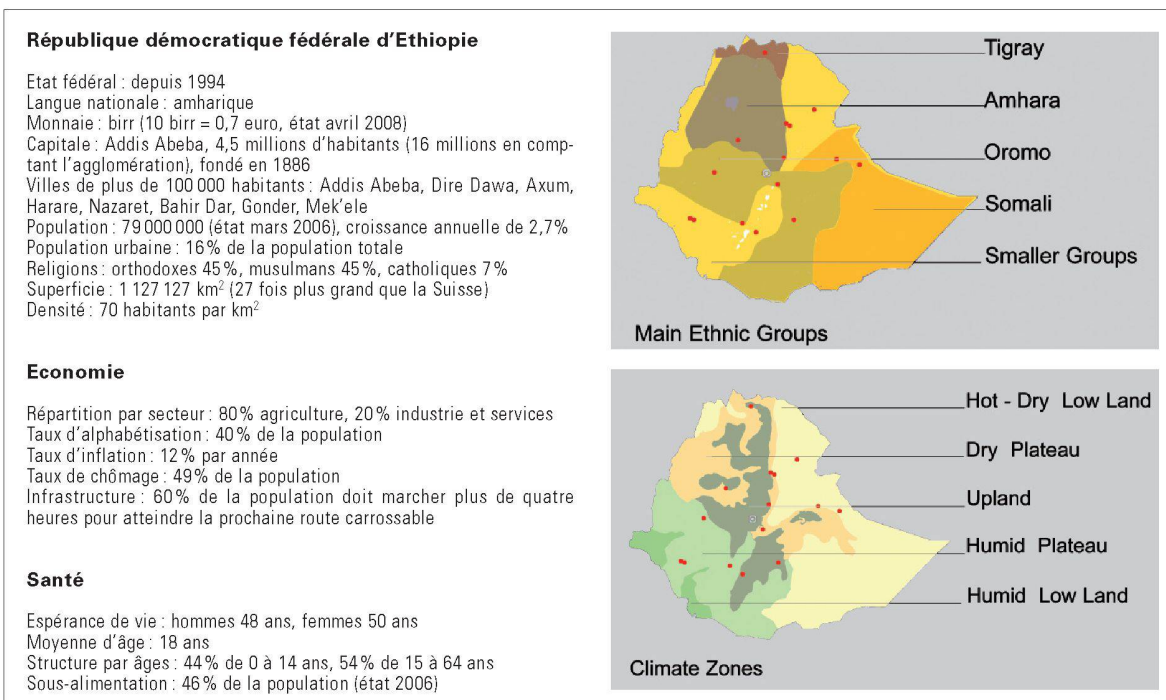 République démocratique fédérale d’Ethiopie
Etat fédéral : depuis 1994
Langue nationale : amharique
Monnaie : birr (10 birr = 0,7 euro, état avril 2008)
Capitale : Addis Abeba, 4,5 millions d’habitants (16 millions en comp-
tant l’agglomération), fondé en 1886
Villes de plus de 100 000 habitants : Addis Abeba, Dire Dawa, Axum,
Harare, Nazaret, Bahir Dar, Gonder, Mek’ele
Population : 79 000 000 (état mars 2006), croissance annuelle de 2,7%
Population urbaine : 16% de la population totale
Religions : orthodoxes 45%, musulmans 45%, catholiques 7%
Superficie : 1 127 127 km² (27 fois plus grand que la Suisse)
Densité : 70 habitants par km²
Economie
Répartition par secteur : 80% agriculture, 20% industrie et services
Taux d’alphabétisation : 40% de la population
Taux d’inflation : 12% par année
Taux de chômage : 49% de la population
Infrastructure : 60% de la population doit marcher plus de quatre
heures pour atteindre la prochaine route carrossable
Santé
Espérance de vie : hommes 48 ans, femmes 50 ans
Moyenne d’âge : 18 ans
Structure par âges : 44% de 0 à 14 ans, 54% de 15 à 64 ans
Sous-alimentation : 46% de la population (état 2006)
Tigray
Amhara
Oromo
Somali
Smaller Groups
Main Ethnic Groups
Hot - Dry Low Land
Dry Plateau
Upland
Humid Plateau
Humid Low Land
Climate Zones